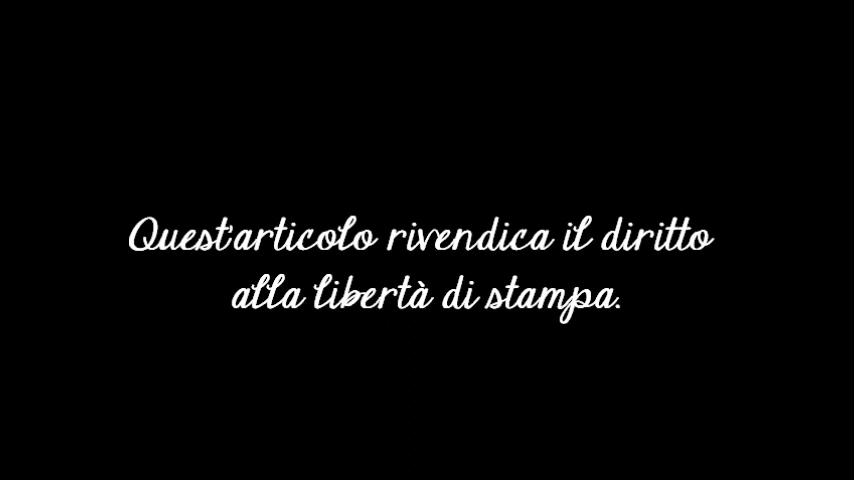 Quest'articolo rivendica il diritto
alla libertà di stampa.